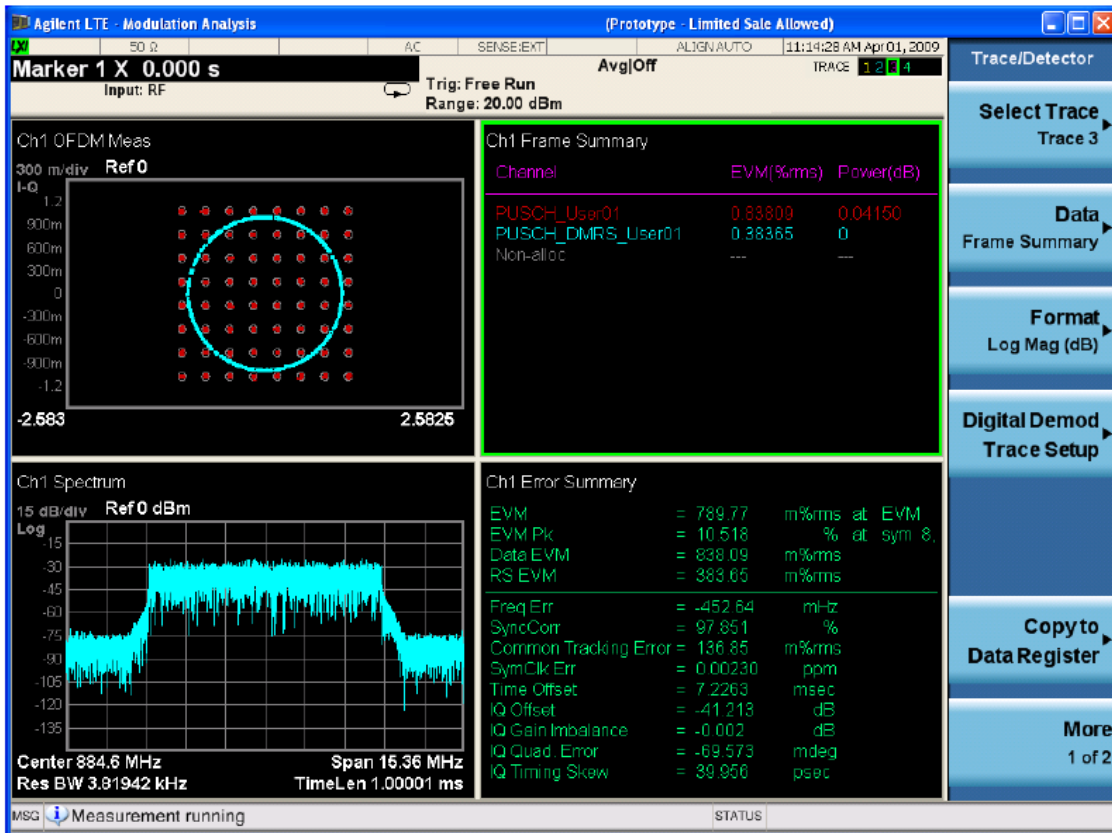 Agilent LTE - Modulation Analysis (Prototype - Limited Sale Allowed)
LXI 50 Ω AC SENSE:EXT ALIGN AUTO 11:14:28 AM Apr 01, 2009
Marker 1 X 0.000 s
Input: RF
Trig: Free Run
Range: 20.00 dBm
Avg|Off
TRACE 1 2 3 4
Ch1 OFDM Meas
300 m/div Ref 0
I-Q
1.2
900m
600m
300m
0
-300m
-600m
-900m
-1.2
-2.583 2.5825
Ch1 Frame Summary
Channel EVM(%rms) Power(dB)
PUSCH_User01 0.83809 0.04150
PUSCH_DMRS_User01 0.38365 0
Non-alloc --- ---
Ch1 Spectrum
15 dB/div Ref 0 dBm
Log
-15
-30
-45
-60
-75
-90
-105
-120
-135
Center 884.6 MHz Span 15.36 MHz
Res BW 3.81942 kHz TimeLen 1.00001 ms
Ch1 Error Summary
EVM = 789.77 m%rms at EVM
EVM Pk = 10.518 % at sym 8,
Data EVM = 838.09 m%rms
RS EVM = 383.65 m%rms
Freq Err = -452.64 mHz
SyncCorr = 97.851 %
Common Tracking Error = 136.85 m%rms
SymClk Err = 0.00230 ppm
Time Offset = 7.2263 msec
IQ Offset = -41.213 dB
IQ Gain Imbalance = -0.002 dB
IQ Quad. Error = -69.573 mdeg
IQ Timing Skew = 39.956 psec
Trace/Detector
Select Trace
Trace 3
Data
Frame Summary
Format
Log Mag (dB)
Digital Demod
Trace Setup
Copy to
Data Register
More
1 of 2
MSG Measurement running STATUS